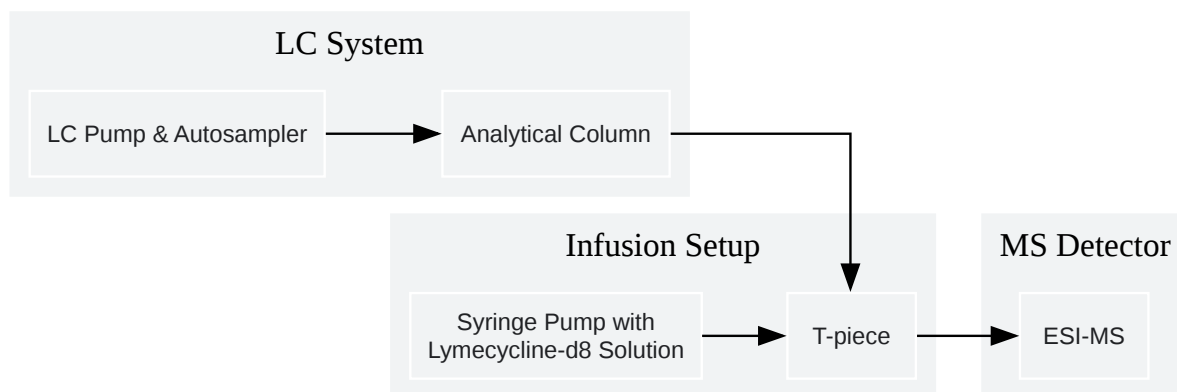 LC System
LC Pump & Autosampler
Analytical Column
Infusion Setup
MS Detector
Syringe Pump with
Lymecycline-d8 Solution
T-piece
ESI-MS